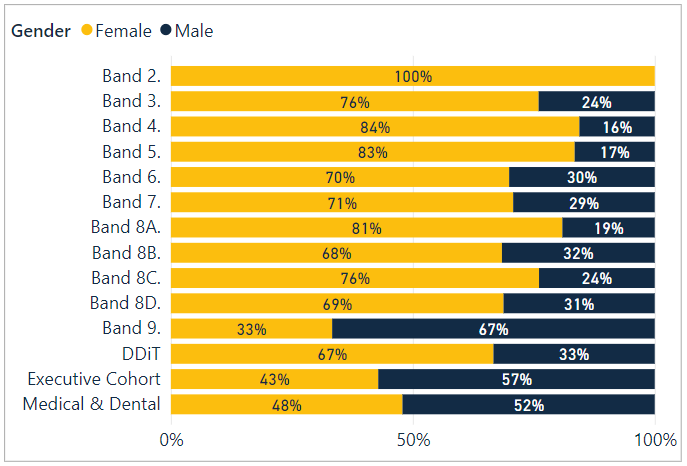 Gender Female Male
Band 2. 100%
Band 3. 76% 24%
Band 4. 84% 16%
Band 5. 83% 17%
Band 6. 70% 30%
Band 7. 71% 29%
Band 8A. 81% 19%
Band 8B. 68% 32%
Band 8C. 76% 24%
Band 8D. 69% 31%
Band 9. 33% 67%
DDiT 67% 33%
Executive Cohort 43% 57%
Medical & Dental 48% 52%
0% 50% 100%